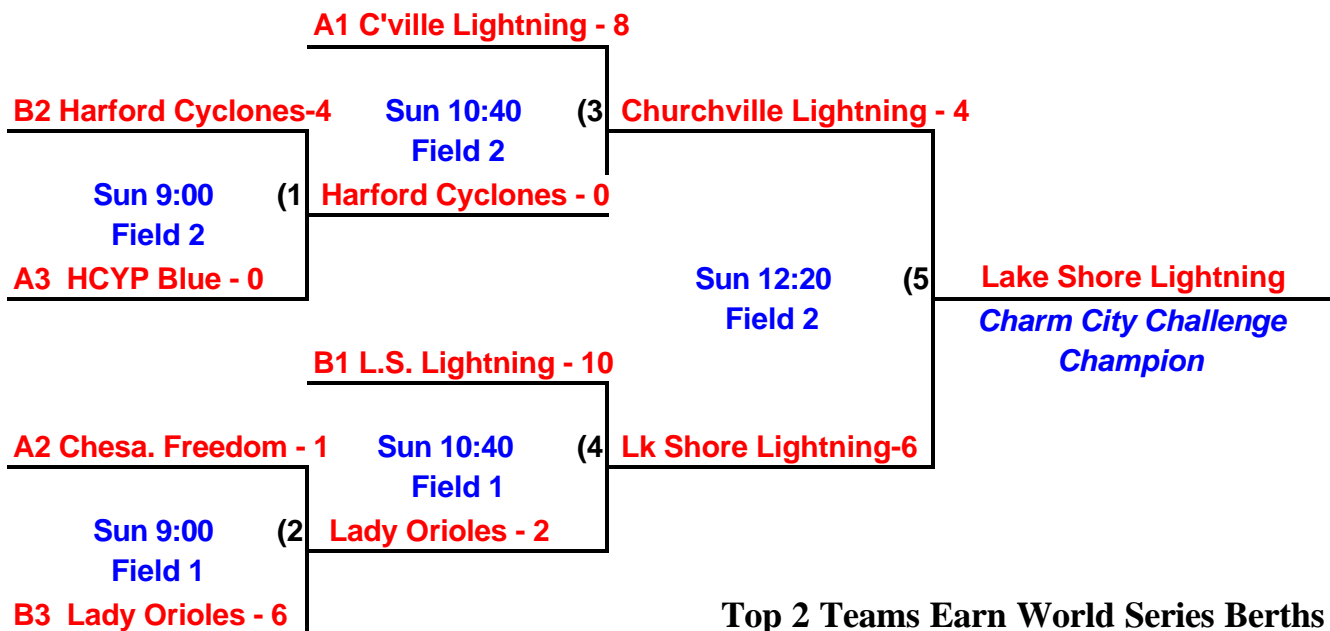 A1 C'ville Lightning - 8
B2 Harford Cyclones-4
Sun 10:40
(3
Churchville Lightning - 4
Field 2
Sun 9:00
(1
Harford Cyclones - 0
Field 2
A3 HCYP Blue - 0
Sun 12:20
(5
Lake Shore Lightning
Field 2
Charm City Challenge
Champion
B1 L.S. Lightning - 10
A2 Chesa. Freedom - 1
Sun 10:40
(4
Lk Shore Lightning-6
Field 1
Sun 9:00
(2
Lady Orioles - 2
Field 1
B3 Lady Orioles - 6
Top 2 Teams Earn World Series Berths